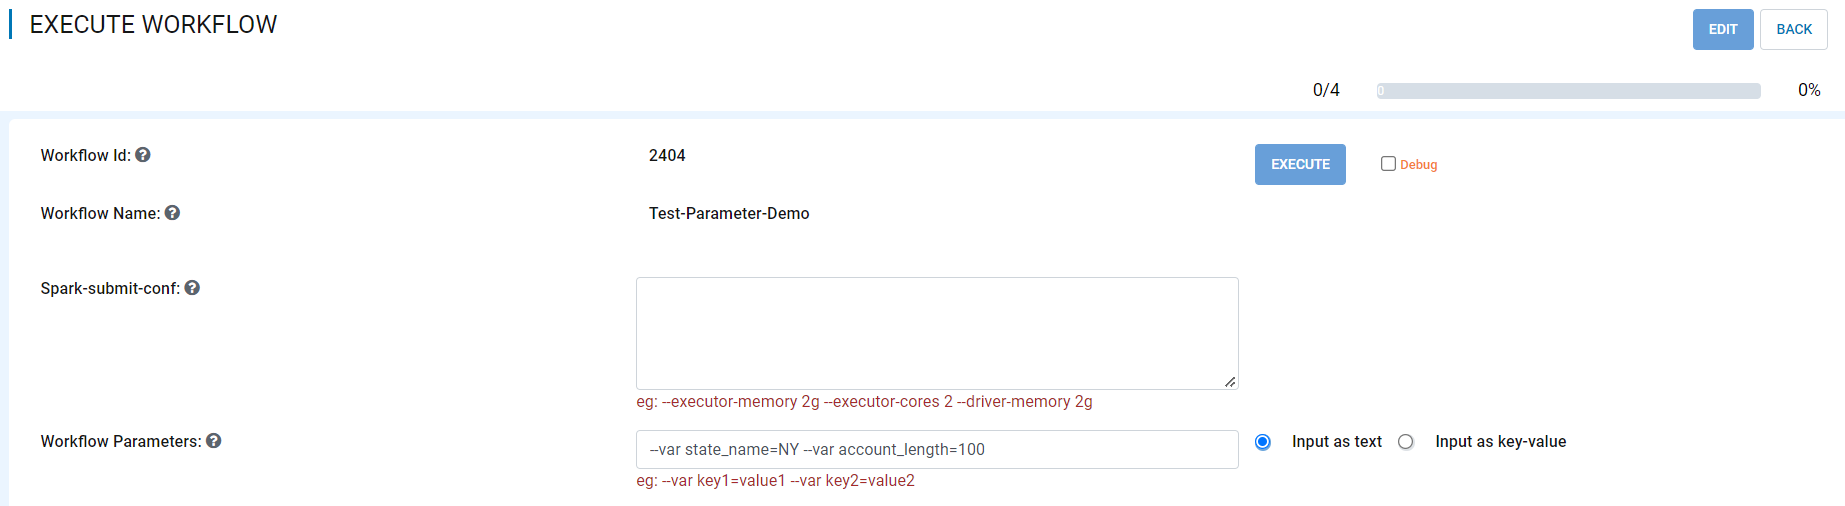 EXECUTE WORKFLOW
EDIT BACK
0/4 0 0%
Workflow Id: ? 2404 EXECUTE Debug
Workflow Name: ? Test-Parameter-Demo
Spark-submit-conf: ?
eg: --executor-memory 2g --executor-cores 2 --driver-memory 2g
Workflow Parameters: ? --var state_name=NY --var account_length=100 Input as text Input as key-value
eg: --var key1=value1 --var key2=value2